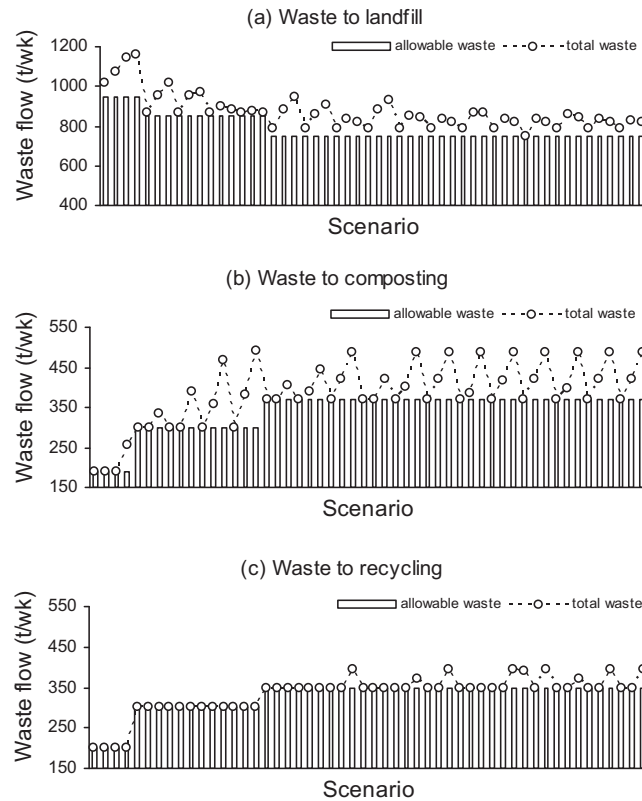 (a) Waste to landfill
1200
1000
800
600
400
Waste flow (t/wk)
allowable waste
total waste
Scenario
(b) Waste to composting
550
450
350
250
150
Waste flow (t/wk)
allowable waste
total waste
Scenario
(c) Waste to recycling
550
450
350
250
150
Waste flow (t/wk)
allowable waste
total waste
Scenario